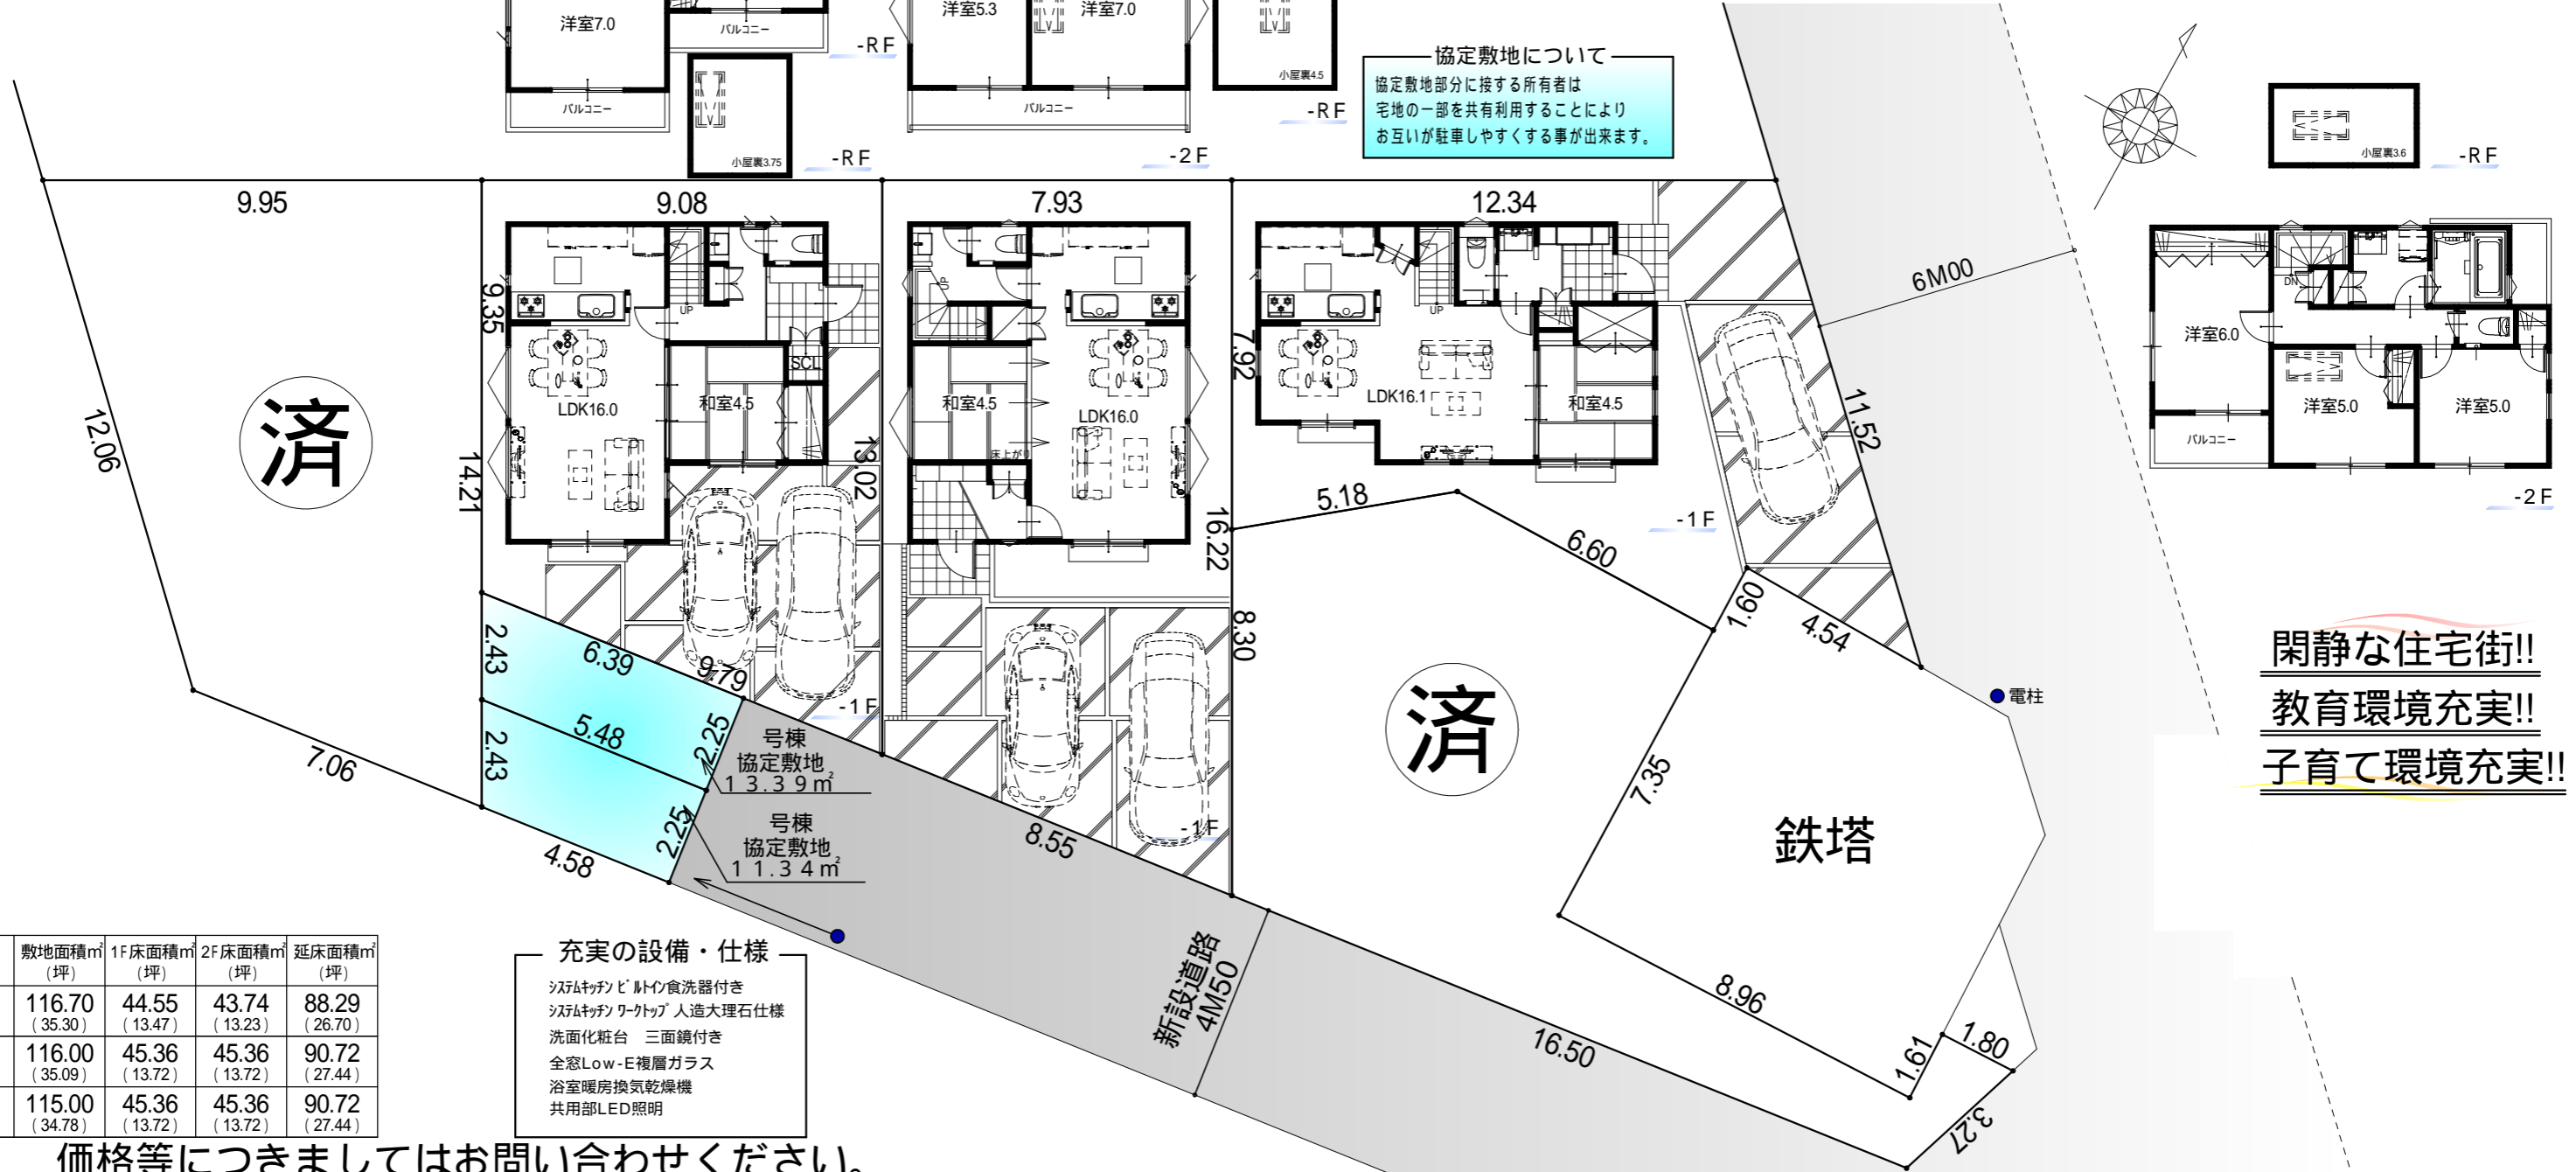 洋室7.0
バルコニー
バルコニー
-RF
小屋裏3.75
-RF
洋室5.3
洋室7.0
バルコニー
-2F
小屋裏4.5
-RF
協定敷地について
協定敷地部分に接する所有者は
宅地の一部を共有利用することにより
お互いが駐車しやすくする事が出来ます。
小屋裏3.6
-RF
9.95
9.08
7.93
12.34
6M00
12.06
済
9.35
14.21
UP
LDK16.0
和室4.5
SCL
13.02
-1F
UP
和室4.5
LDK16.0
床上がり
-1F
7.92
16.22
8.30
UP
LDK16.1
和室4.5
-1F
11.52
洋室6.0
DN
洋室5.0
洋室5.0
バルコニー
-2F
5.18
6.60
1.60
4.54
済
7.35
鉄塔
電柱
8.96
1.61
1.80
3.27
16.50
閑静な住宅街!!
教育環境充実!!
子育て環境充実!!
7.06
2.43
2.43
6.39
9.79
5.48
2.25
2.25
4.58
号棟
協定敷地
13.39㎡
号棟
協定敷地
11.34㎡
8.55
新設道路
4M50
敷地面積㎡ 1F床面積㎡ 2F床面積㎡ 延床面積㎡
(坪) (坪) (坪) (坪)
116.70 44.55 43.74 88.29
(35.30) (13.47) (13.23) (26.70)
116.00 45.36 45.36 90.72
(35.09) (13.72) (13.72) (27.44)
115.00 45.36 45.36 90.72
(34.78) (13.72) (13.72) (27.44)
充実の設備・仕様
ｼｽﾃﾑｷｯﾁﾝ ﾋﾞﾙﾄｲﾝ食洗器付き
ｼｽﾃﾑｷｯﾁﾝ ﾜｰｸﾄｯﾌﾟ人造大理石仕様
洗面化粧台 三面鏡付き
全窓Low-E複層ガラス
浴室暖房換気乾燥機
共用部LED照明
価格等につきましてはお問い合わせください。